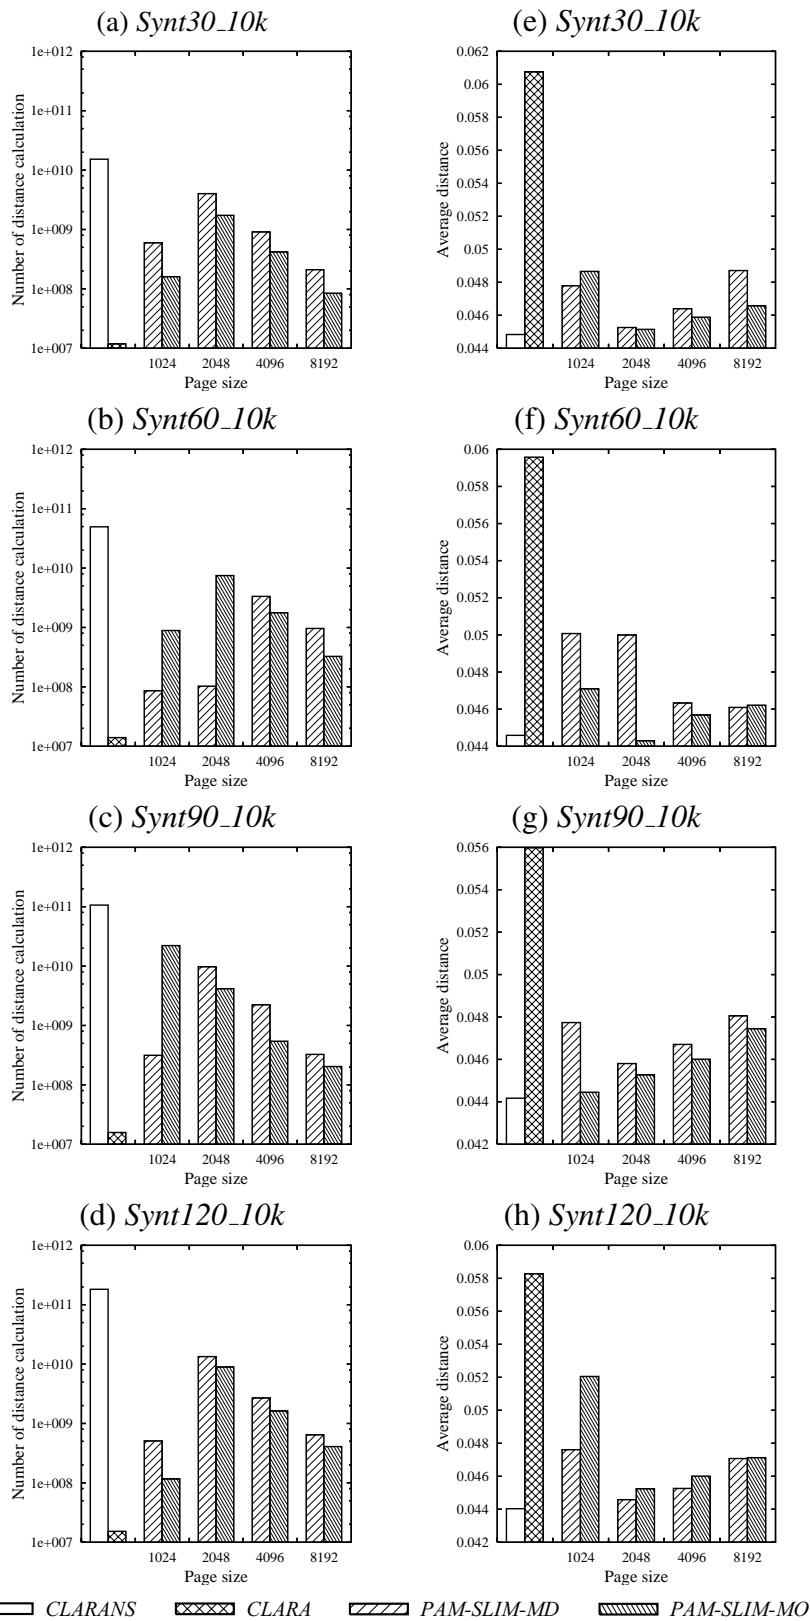 (a) Synt30_10k
(e) Synt30_10k
1e+012
1e+011
1e+010
1e+009
1e+008
1e+007
Number of distance calculation
1024 2048 4096 8192
Page size
0.062
0.06
0.058
0.056
0.054
0.052
0.05
0.048
0.046
0.044
Average distance
1024 2048 4096 8192
Page size
(b) Synt60_10k
(f) Synt60_10k
1e+012
1e+011
1e+010
1e+009
1e+008
1e+007
Number of distance calculation
1024 2048 4096 8192
Page size
0.06
0.058
0.056
0.054
0.052
0.05
0.048
0.046
0.044
Average distance
1024 2048 4096 8192
Page size
(c) Synt90_10k
(g) Synt90_10k
1e+012
1e+011
1e+010
1e+009
1e+008
1e+007
Number of distance calculation
1024 2048 4096 8192
Page size
0.056
0.054
0.052
0.05
0.048
0.046
0.044
0.042
Average distance
1024 2048 4096 8192
Page size
(d) Synt120_10k
(h) Synt120_10k
1e+012
1e+011
1e+010
1e+009
1e+008
1e+007
Number of distance calculation
1024 2048 4096 8192
Page size
0.06
0.058
0.056
0.054
0.052
0.05
0.048
0.046
0.044
0.042
Average distance
1024 2048 4096 8192
Page size
CLARANS CLARA PAM-SLIM-MD PAM-SLIM-MO